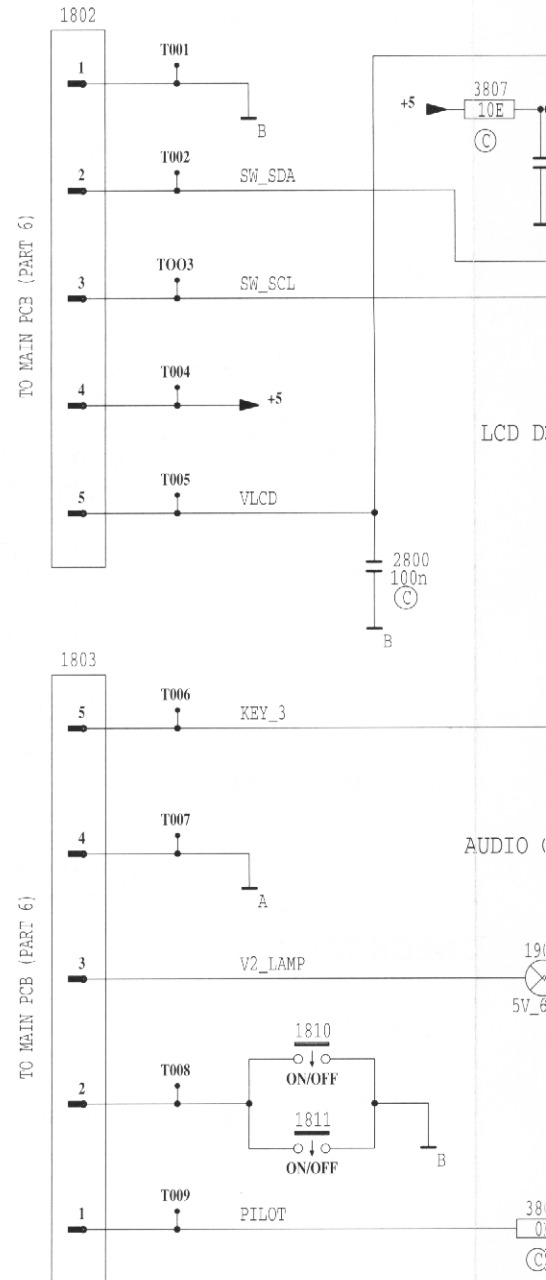 1802
1 T001
B
3807
+5 10E
C
2 T002 SW_SDA
TO MAIN PCB (PART 6)
3 TOO3 SW_SCL
4 T004 +5
LCD
5 T005 VLCD
2800
100n
C
B
1803
5 T006 KEY_3
4 T007
A
AUDIO
TO MAIN PCB (PART 6)
3 V2_LAMP
1810
ON/OFF
2 T008
1811
ON/OFF
B
1 T009 PILOT
C